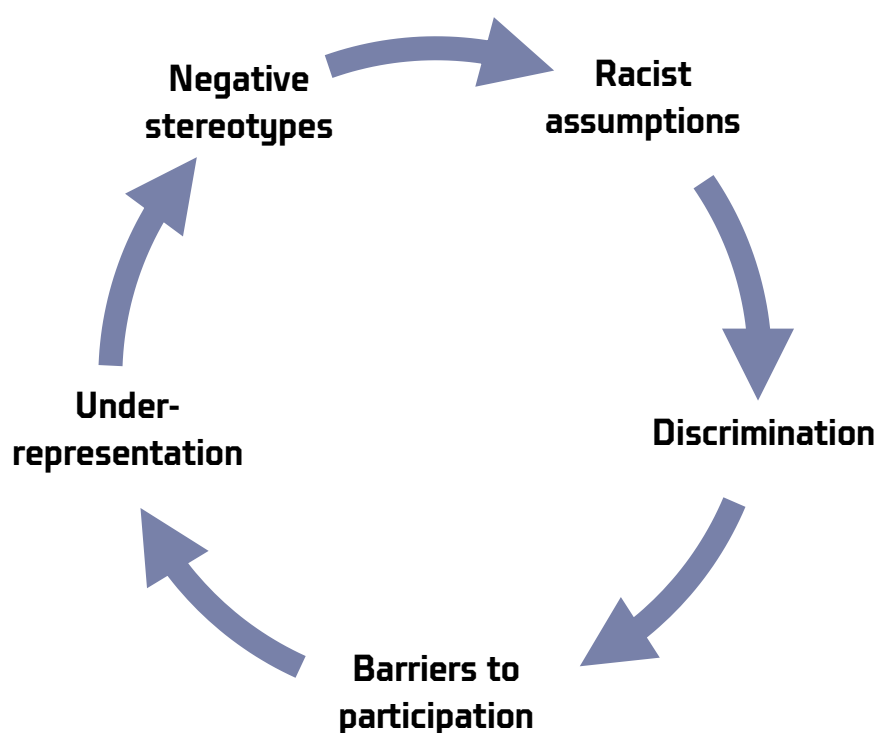 Negative
stereotypes
Racist
assumptions
Discrimination
Barriers to
participation
Under-
representation